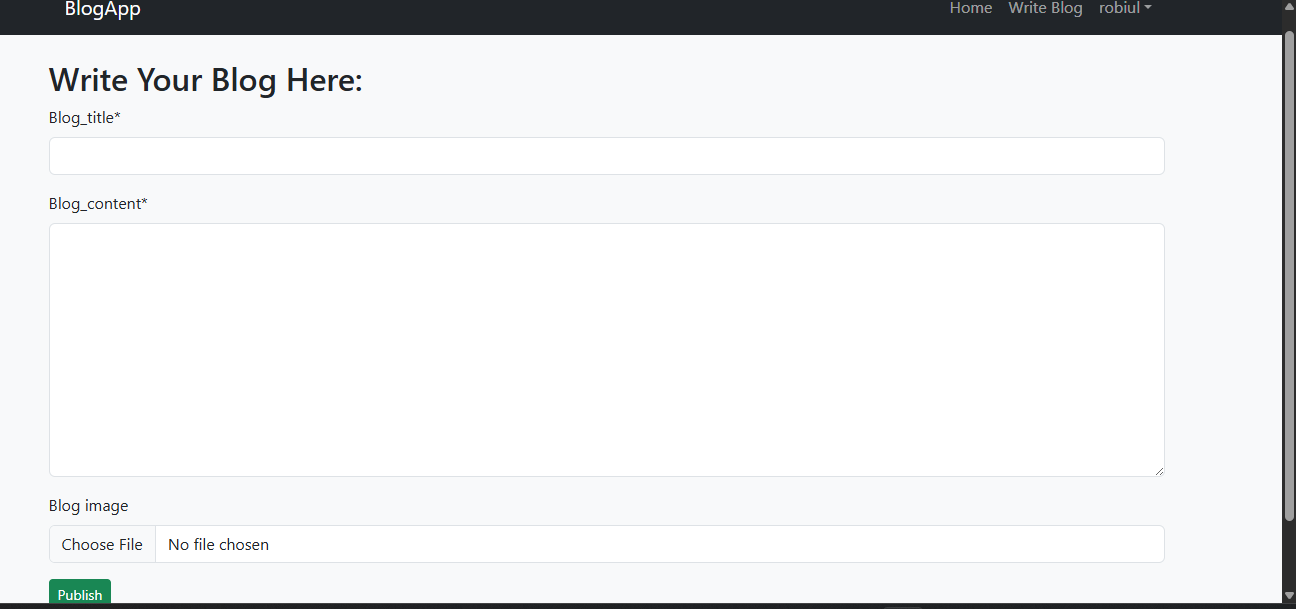 BlogApp
Home Write Blog robiul
Write Your Blog Here:
Blog_title*
Blog_content*
Blog image
Choose File No file chosen
Publish